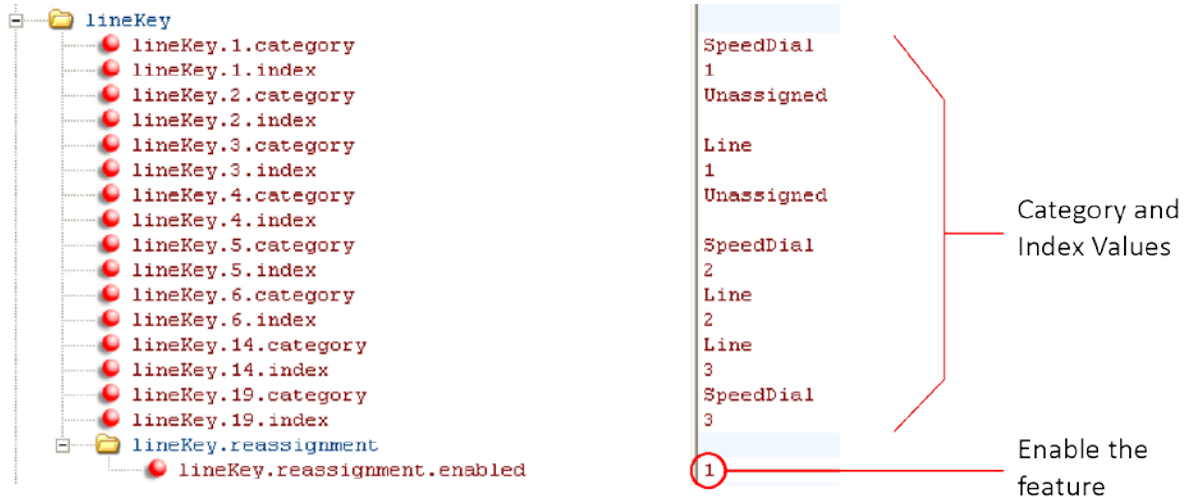 lineKey
lineKey.1.category SpeedDial
lineKey.1.index 1
lineKey.2.category Unassigned
lineKey.2.index
lineKey.3.category Line
lineKey.3.index 1
lineKey.4.category Unassigned
lineKey.4.index
lineKey.5.category SpeedDial
lineKey.5.index 2
lineKey.6.category Line
lineKey.6.index 2
lineKey.14.category Line
lineKey.14.index 3
lineKey.19.category SpeedDial
lineKey.19.index 3
lineKey.reassignment
lineKey.reassignment.enabled 1
Category and
Index Values
Enable the
feature